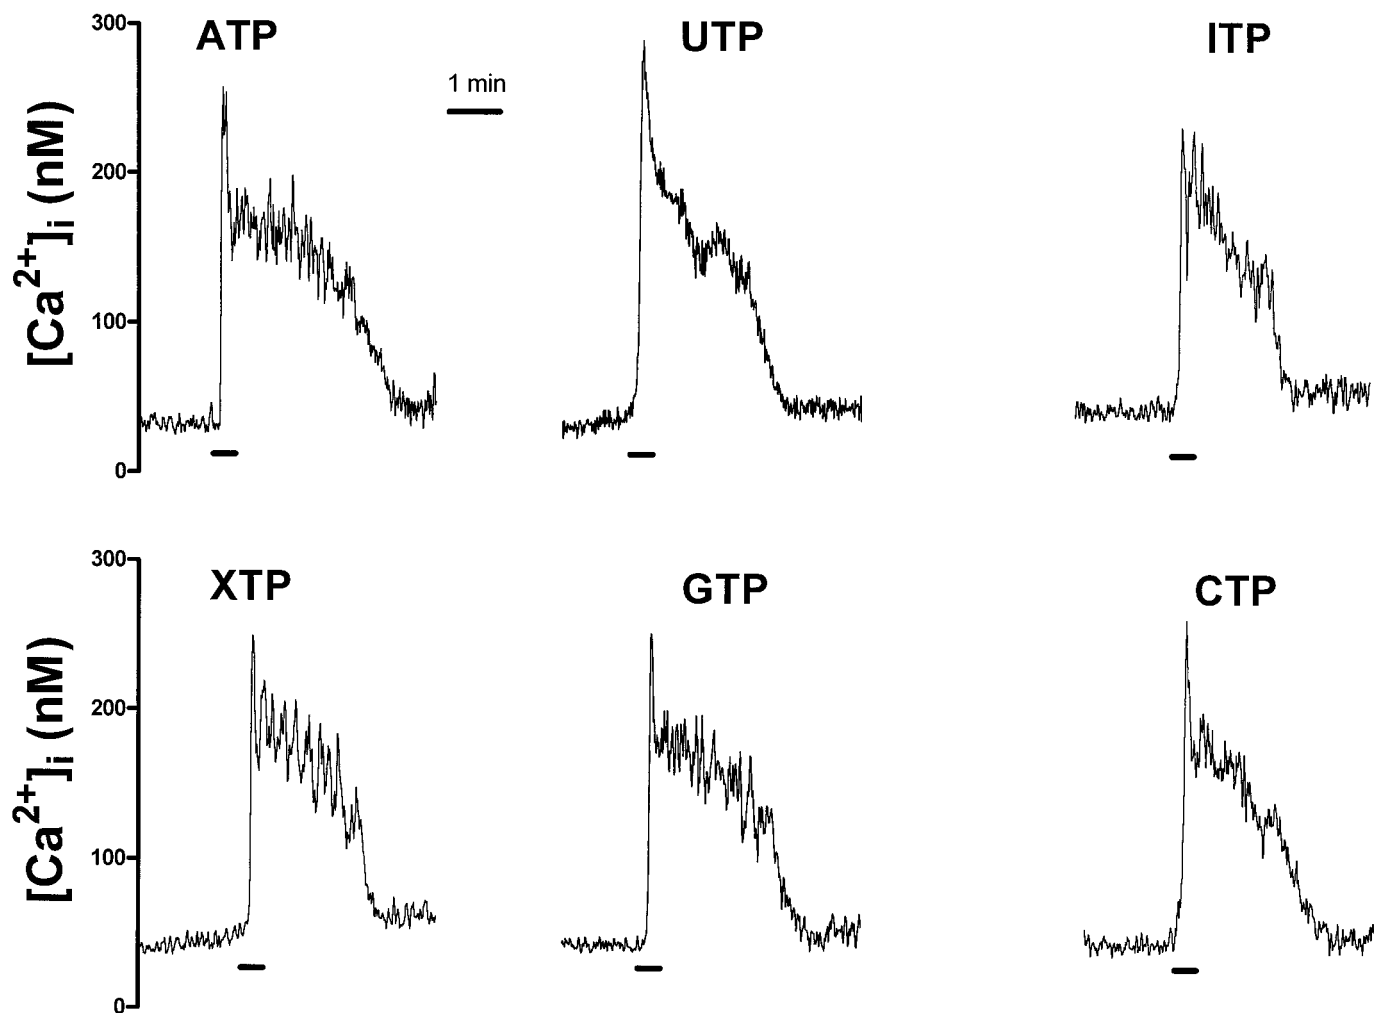 300
ATP
UTP
ITP
1 min
200
[Ca²⁺]ᵢ (nM)
100
0
300
XTP
GTP
CTP
200
[Ca²⁺]ᵢ (nM)
100
0